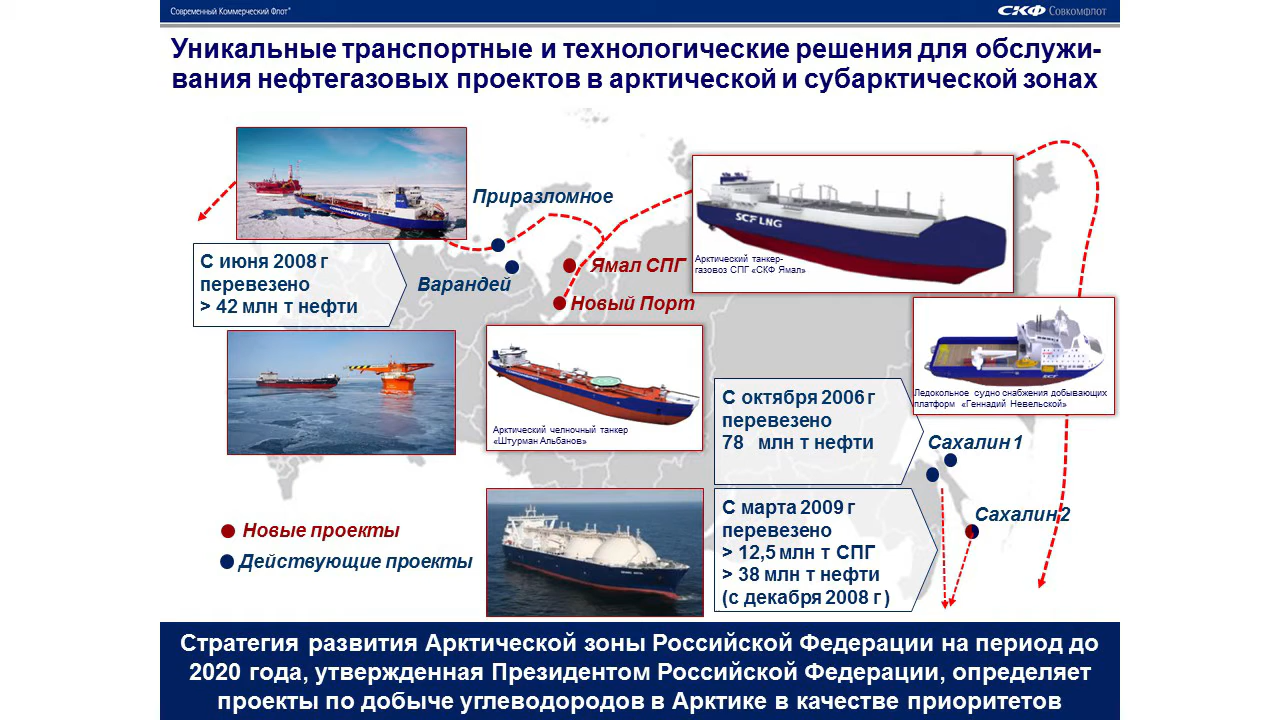 Современный Коммерческий Флот"
СКФ Совкомфлот
Уникальные транспортные и технологические решения для обслужи-
вания нефтегазовых проектов в арктической и субарктической зонах
Приразломное
С июня 2008 г
перевезено
> 42 млн т нефти
Варандей
Ямал СПГ
Новый Порт
SCF LNG
Арктический танкер-
газовоз СПГ «СКФ Ямал»
Ледокольное судно снабжения добывающих
платформ «Геннадий Невельской»
Арктический челночный танкер
«Штурман Альбанов»
С октября 2006 г
перевезено
78 млн т нефти
Сахалин 1
С марта 2009 г
перевезено
> 12,5 млн т СПГ
> 38 млн т нефти
(с декабря 2008 г )
Сахалин 2
Новые проекты
Действующие проекты
Стратегия развития Арктической зоны Российской Федерации на период до
2020 года, утвержденная Президентом Российской Федерации, определяет
проекты по добыче углеводородов в Арктике в качестве приоритетов